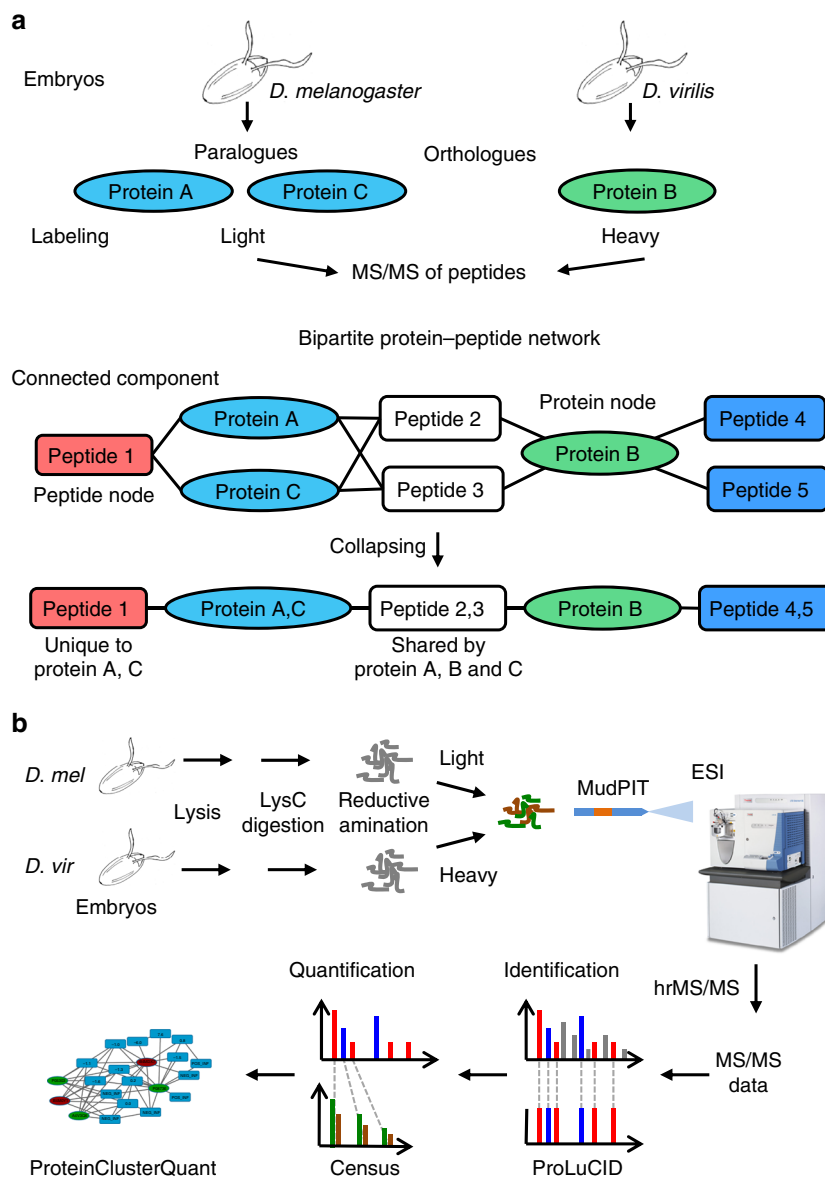 a
Embryos
D. melanogaster
D. virilis
Paralogues
Orthologues
Protein A
Protein C
Protein B
Labeling
Light
Heavy
MS/MS of peptides
Bipartite protein–peptide network
Connected component
Protein A
Peptide 2
Protein node
Peptide 4
Peptide 1
Protein B
Peptide node
Protein C
Peptide 3
Peptide 5
Collapsing
Peptide 1
Protein A,C
Peptide 2,3
Protein B
Peptide 4,5
Unique to
protein A, C
Shared by
protein A, B and C
b
D. mel
Light
MudPIT
ESI
Lysis
LysC
digestion
Reductive
amination
D. vir
Heavy
Embryos
Quantification
Identification
hrMS/MS
MS/MS
data
ProteinClusterQuant
Census
ProLuCID